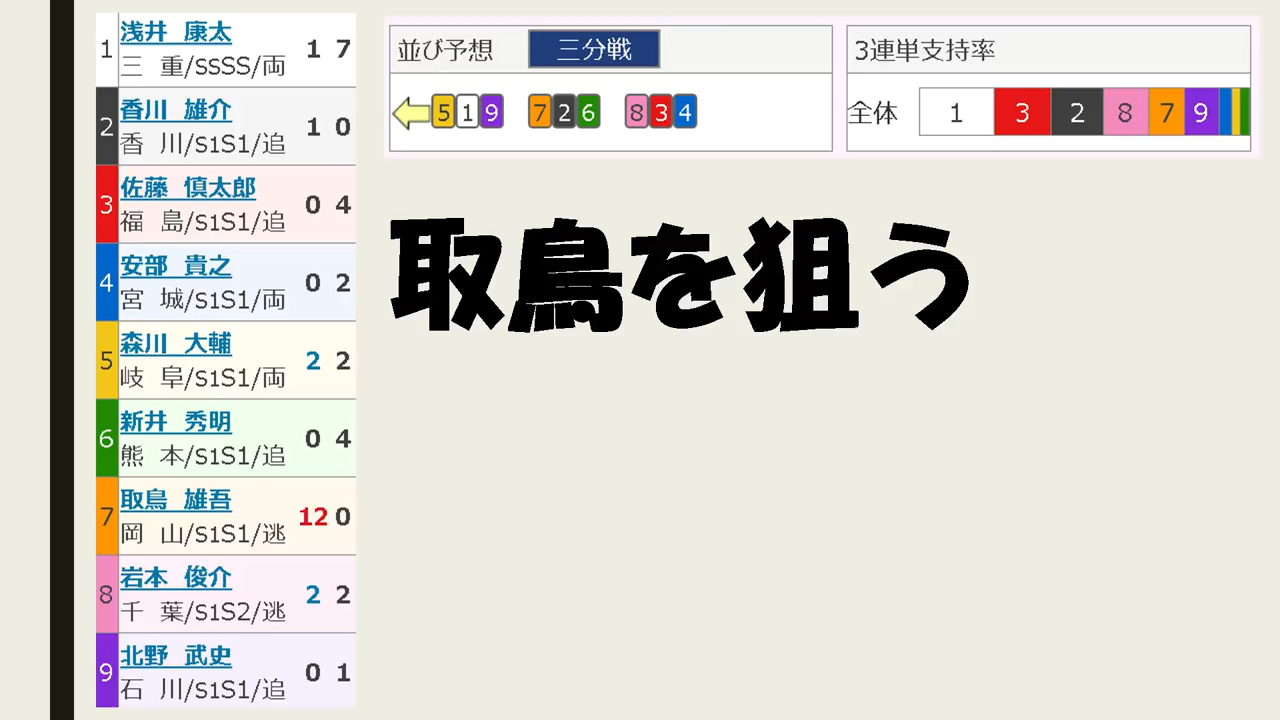 1 浅井 康太 1 7
三 重/SSSS/両
2 香川 雄介 1 0
香 川/S1S1/追
3 佐藤 慎太郎 0 4
福 島/S1S1/追
4 安部 貴之 0 2
宮 城/S1S1/両
5 森川 大輔 2 2
岐 阜/S1S1/両
6 新井 秀明 0 4
熊 本/S1S1/追
7 取鳥 雄吾 12 0
岡 山/S1S1/逃
8 岩本 俊介 2 2
千 葉/S1S2/逃
9 北野 武史 0 1
石 川/S1S1/追
並び予想 三分戦
5 1 9 7 2 6 8 3 4
3連単支持率
全体 1 3 2 8 7 9
取鳥を狙う